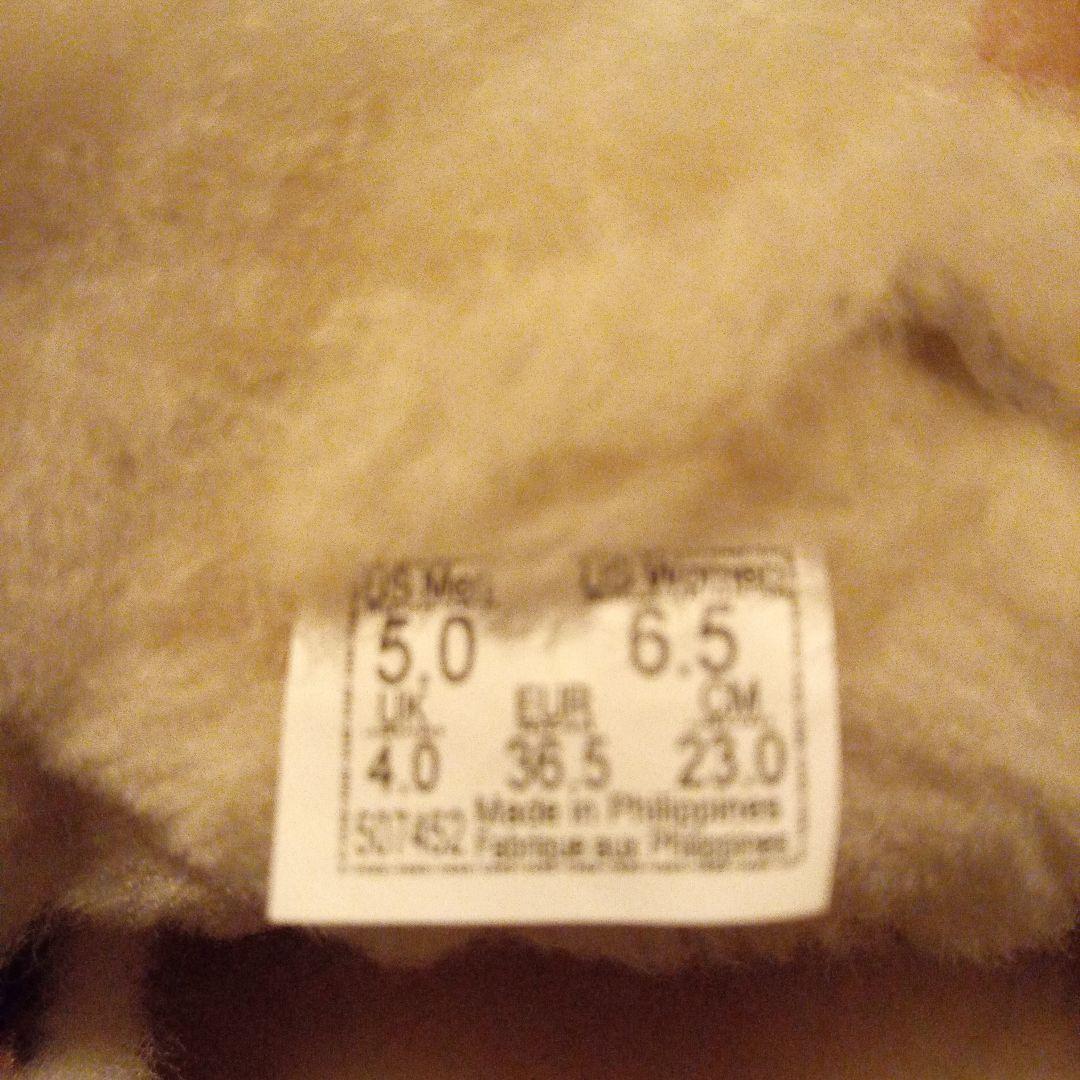 US Men US Women
5.0 6.5
UK EUR CM
4.0 36.5 23.0
507452 Made in Philippines
Fabrique aux Philippines